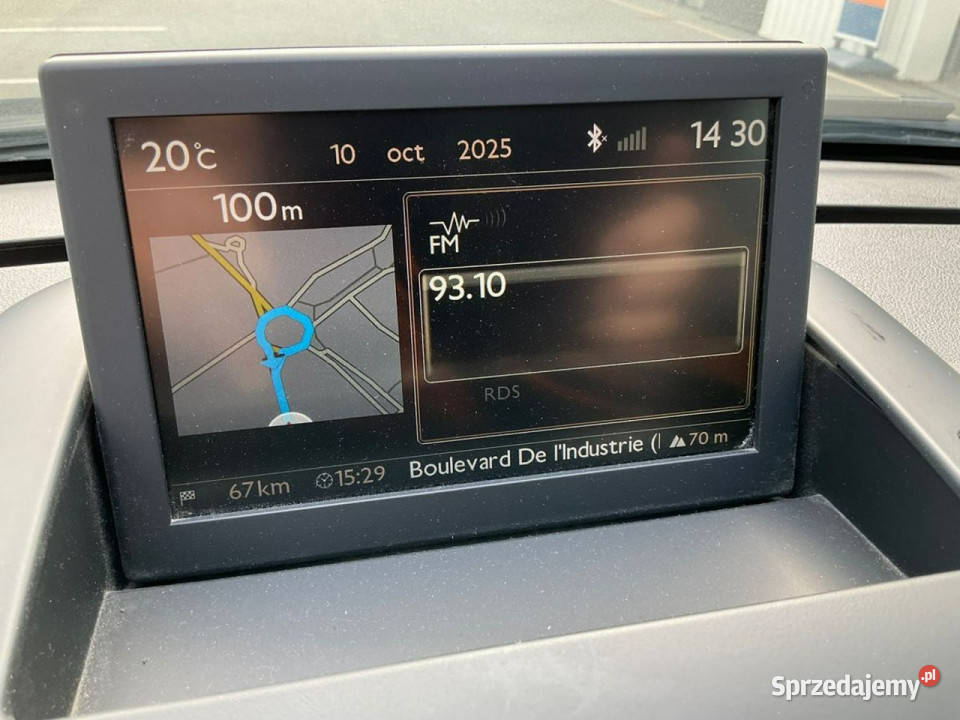 20°C 10 oct 2025 14 30
100m
FM
93.10
RDS
67km 15:29 Boulevard De l'Industrie ( 70 m
Sprzedajemy.pl